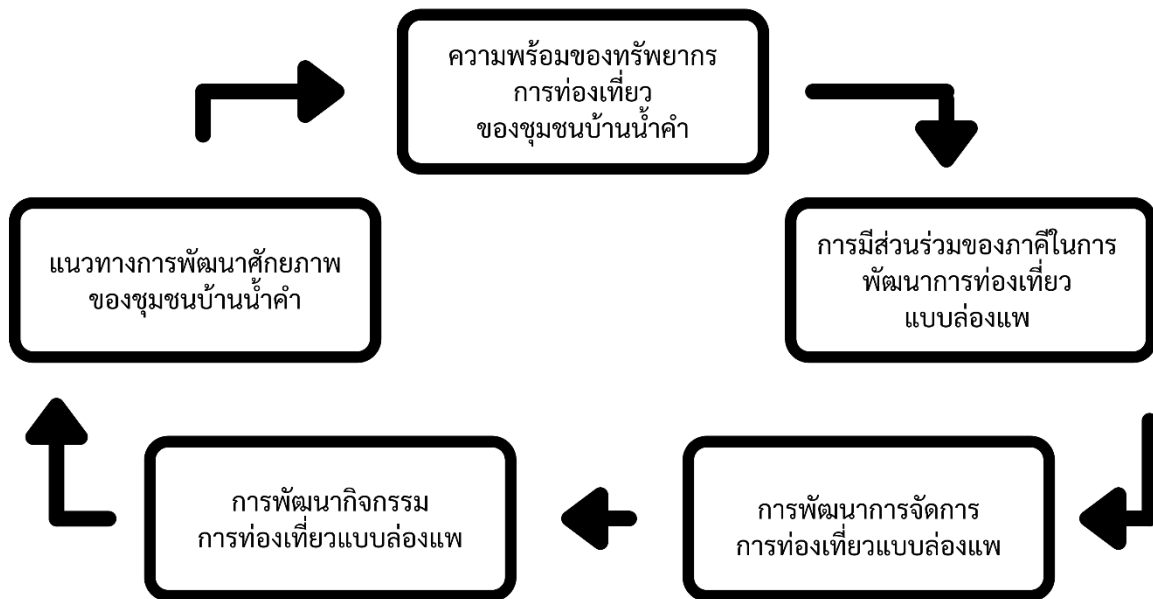 ความพร้อมของทรัพยากร
การท่องเที่ยว
ของชุมชนบ้านน้ำคำ
การมีส่วนร่วมของภาคีในการ
พัฒนาการท่องเที่ยว
แบบล่องแพ
การพัฒนาการจัดการ
การท่องเที่ยวแบบล่องแพ
การพัฒนากิจกรรม
การท่องเที่ยวแบบล่องแพ
แนวทางการพัฒนาศักยภาพ
ของชุมชนบ้านน้ำคำ